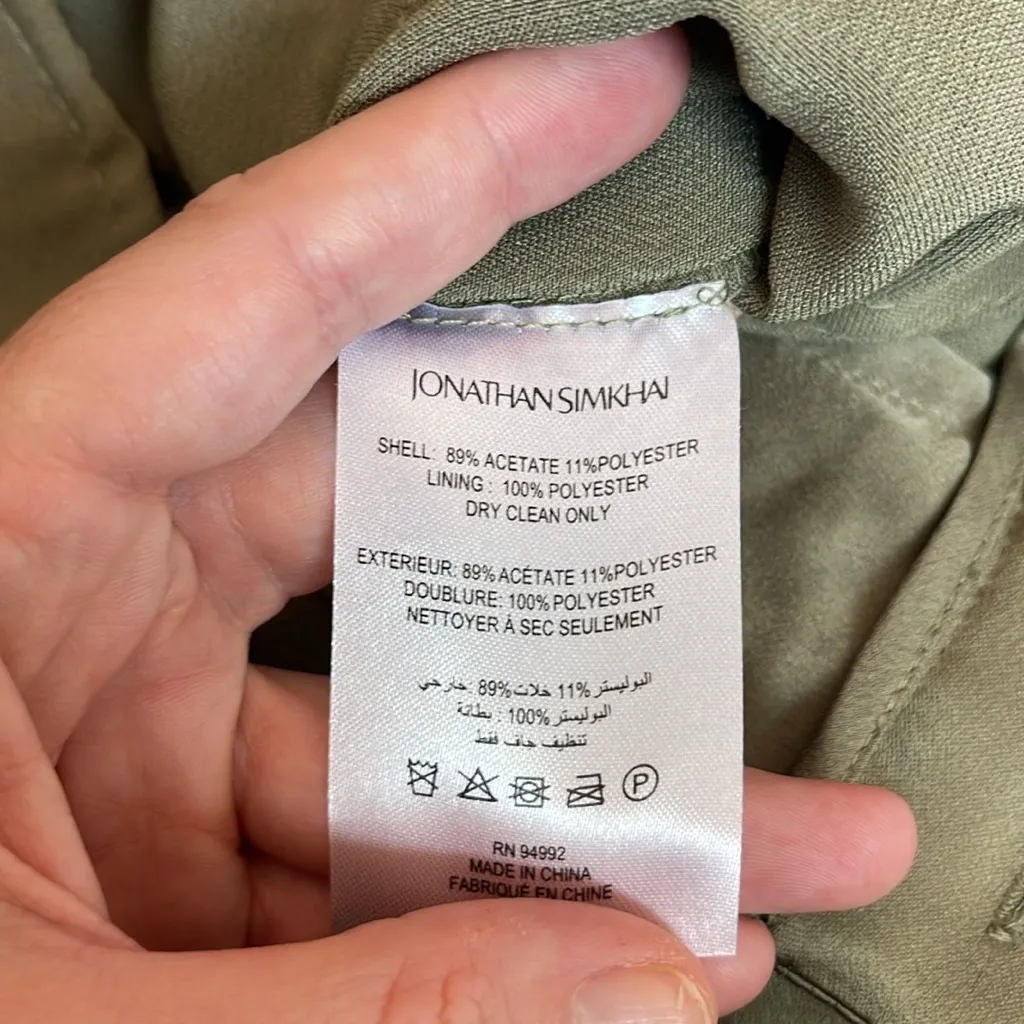 JONATHAN SIMKHAI
SHELL: 89% ACETATE 11%POLYESTER
LINING : 100% POLYESTER
DRY CLEAN ONLY
EXTÉRIEUR: 89% ACÉTATE 11%POLYESTER
DOUBLURE: 100% POLYESTER
NETTOYER À SEC SEULEMENT
البوليستر %11 خلات %89 خارجي
البوليستر %100 : بطانة
تنظيف جاف فقط
P
RN 94992
MADE IN CHINA
FABRIQUÉ EN CHINE